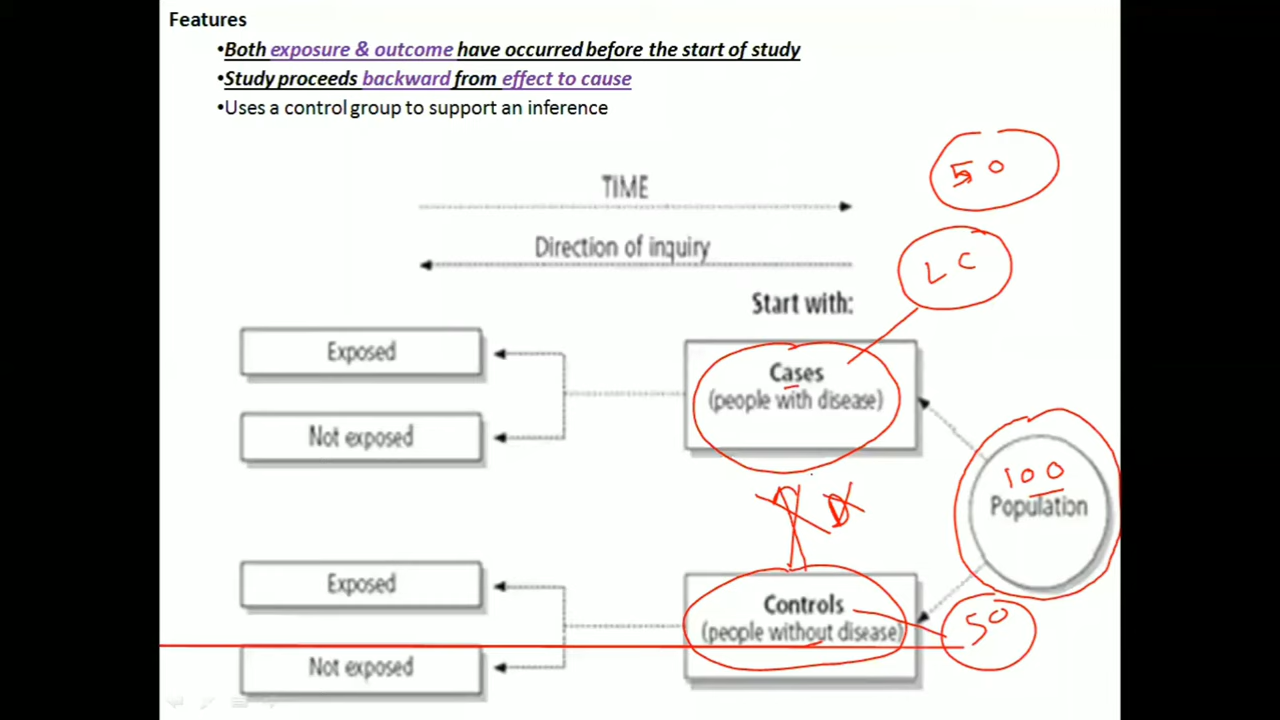 Features
•Both exposure & outcome have occurred before the start of study
•Study proceeds backward from effect to cause
•Uses a control group to support an inference
50
TIME
Direction of inquiry
LC
Start with:
Exposed
Cases
(people with disease)
Not exposed
100
Population
Exposed
Controls
(people without disease)
50
Not exposed